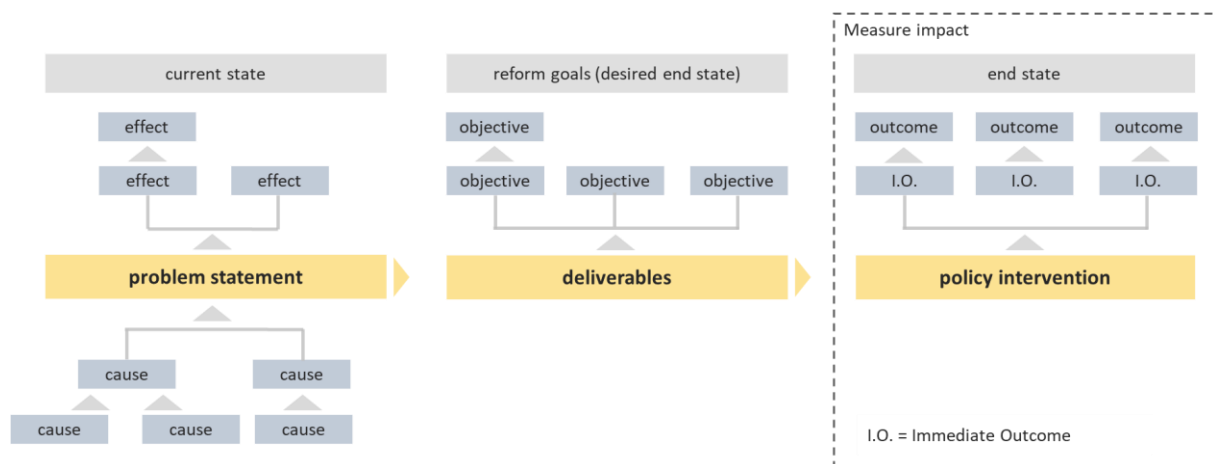 Measure impact
current state
reform goals (desired end state)
end state
effect
objective
outcome
outcome
outcome
effect
effect
objective
objective
objective
I.O.
I.O.
I.O.
problem statement
deliverables
policy intervention
cause
cause
cause
cause
cause
I.O. = Immediate Outcome